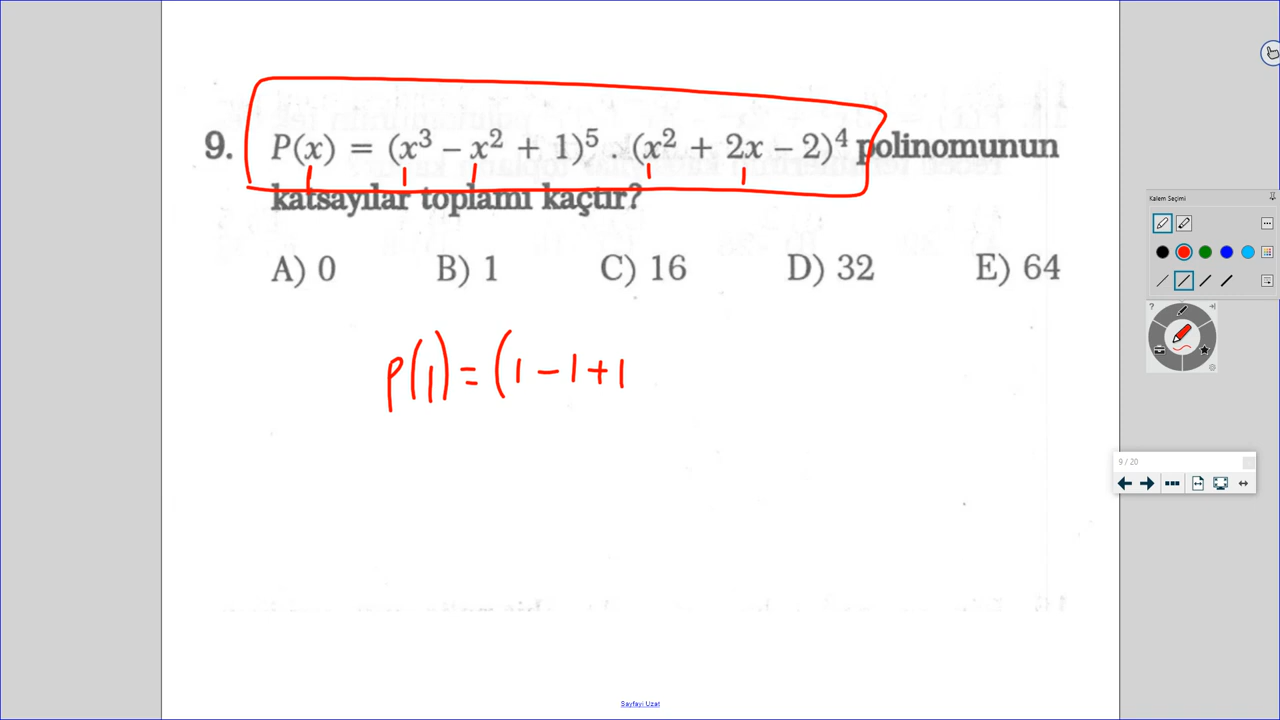 9. P(x) = (x³ – x² + 1)⁵ · (x² + 2x – 2)⁴ polinomunun
katsayılar toplamı kaçtır?
A) 0 B) 1 C) 16 D) 32 E) 64
P(1) = (1 – 1 + 1
Kalem Seçimi
?
9 / 20
Sayfayı Uzat